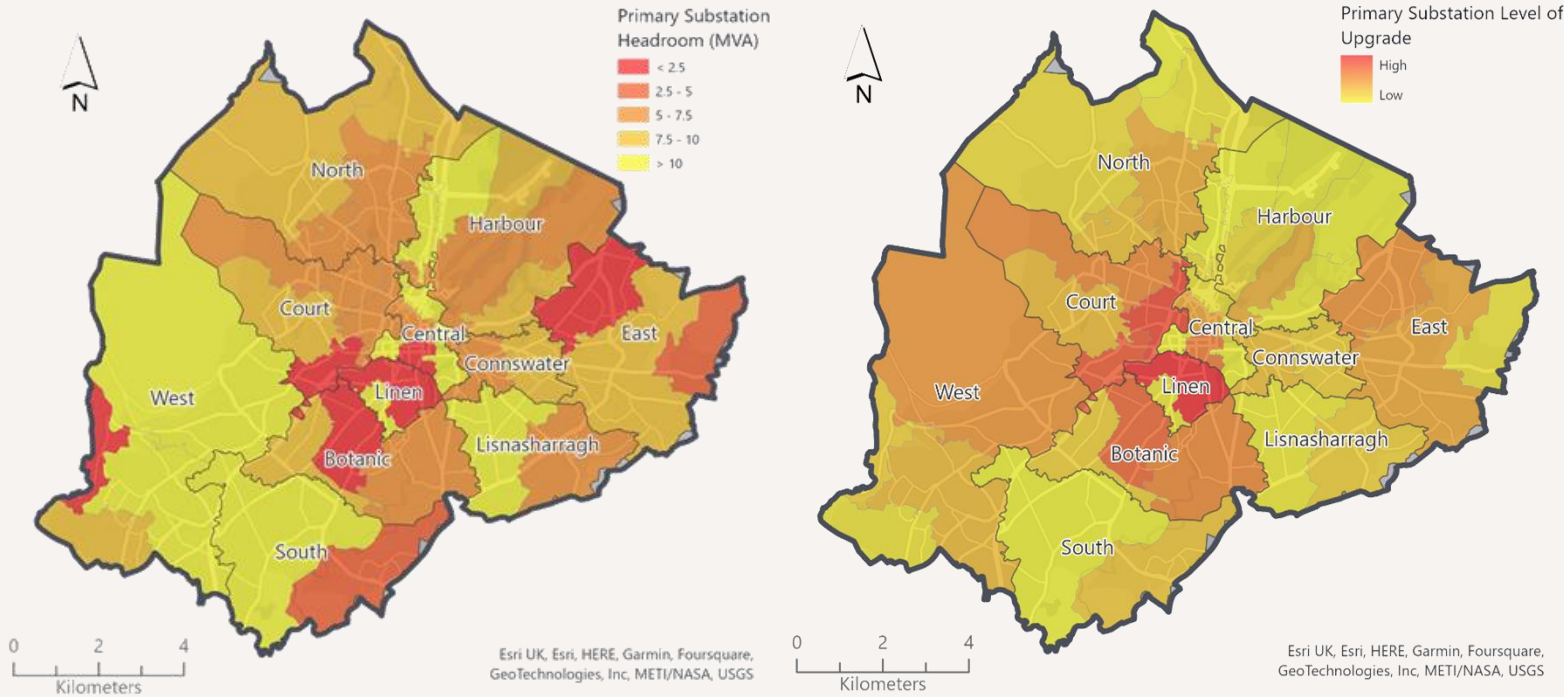 Primary Substation
Headroom (MVA)
< 2.5
2.5 - 5
5 - 7.5
7.5 - 10
> 10
N
North
Harbour
Court
Central
East
Connswater
West
Linen
Lisnasharragh
Botanic
South
0 2 4
Kilometers
Esri UK, Esri, HERE, Garmin, Foursquare,
GeoTechnologies, Inc, METI/NASA, USGS
Primary Substation Level of
Upgrade
High
Low
N
North
Harbour
Court
Central
East
Connswater
West
Linen
Lisnasharragh
Botanic
South
0 2 4
Kilometers
Esri UK, Esri, HERE, Garmin, Foursquare,
GeoTechnologies, Inc, METI/NASA, USGS